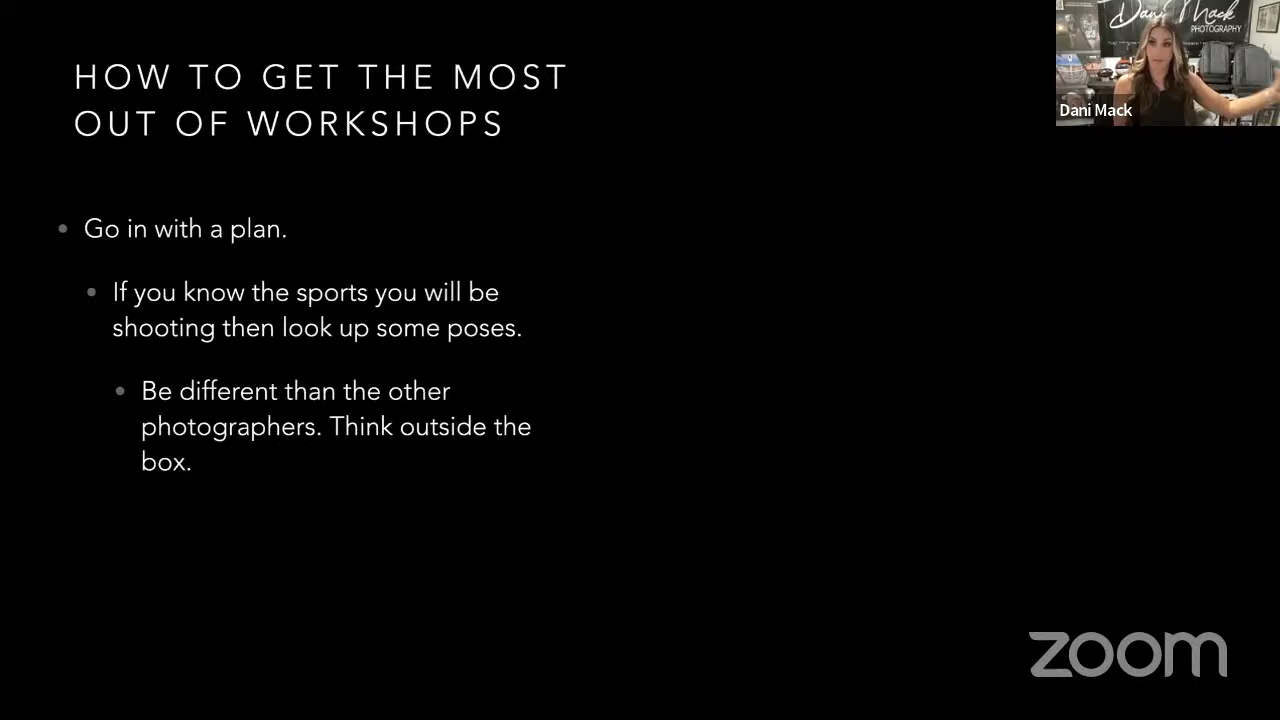 HOW TO GET THE MOST
OUT OF WORKSHOPS
Go in with a plan.
If you know the sports you will be
shooting then look up some poses.
Be different than the other
photographers. Think outside the
box.
Dani Mack
PHOTOGRAPHY
Dani Mack
zoom